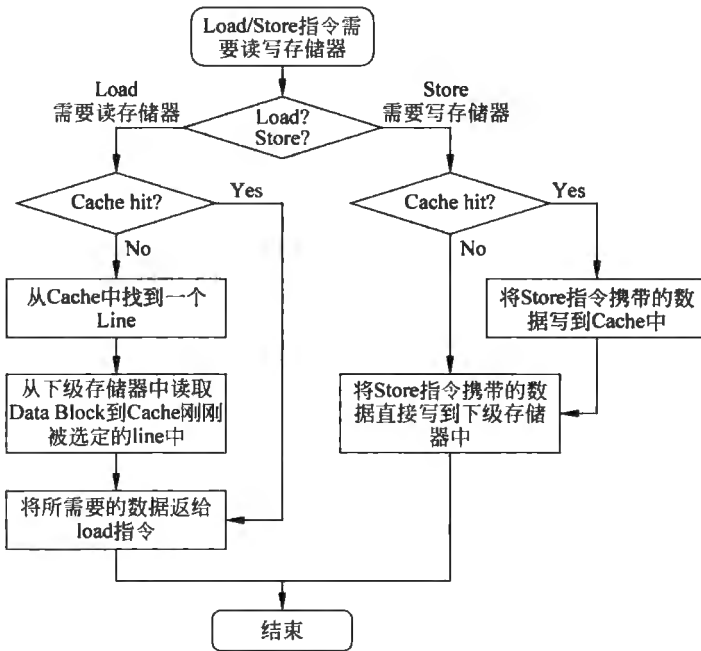 Load/Store指令需
要读写存储器
Load
需要读存储器
Load?
Store?
Store
需要写存储器
Cache hit?
Yes
No
从Cache中找到一个
Line
从下级存储器中读取
Data Block到Cache刚刚
被选定的line中
将所需要的数据返给
load指令
Cache hit?
Yes
No
将Store指令携带的数
据写到Cache中
将Store指令携带的数
据直接写到下级存储
器中
结束